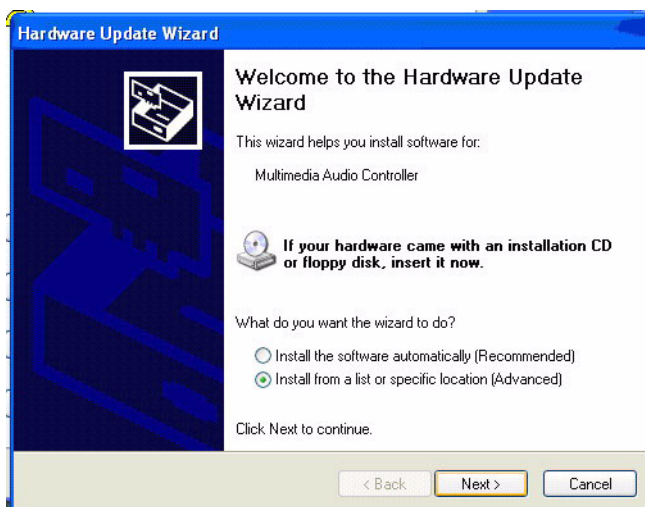 Hardware Update Wizard
Welcome to the Hardware Update
Wizard
This wizard helps you install software for:
Multimedia Audio Controller
If your hardware came with an installation CD
or floppy disk, insert it now.
What do you want the wizard to do?
Install the software automatically (Recommended)
Install from a list or specific location (Advanced)
Click Next to continue.
< Back Next > Cancel